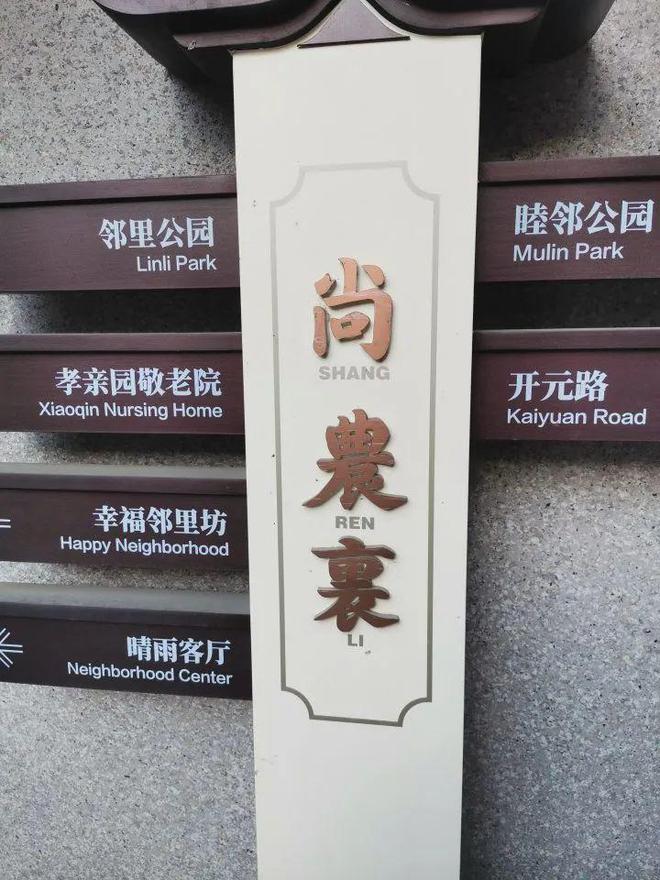 邻里公园
Linli Park
孝亲园敬老院
Xiaoqin Nursing Home
幸福邻里坊
Happy Neighborhood
晴雨客厅
Neighborhood Center
尚
SHANG
農
REN
裏
LI
睦邻公园
Mulin Park
开元路
Kaiyuan Road